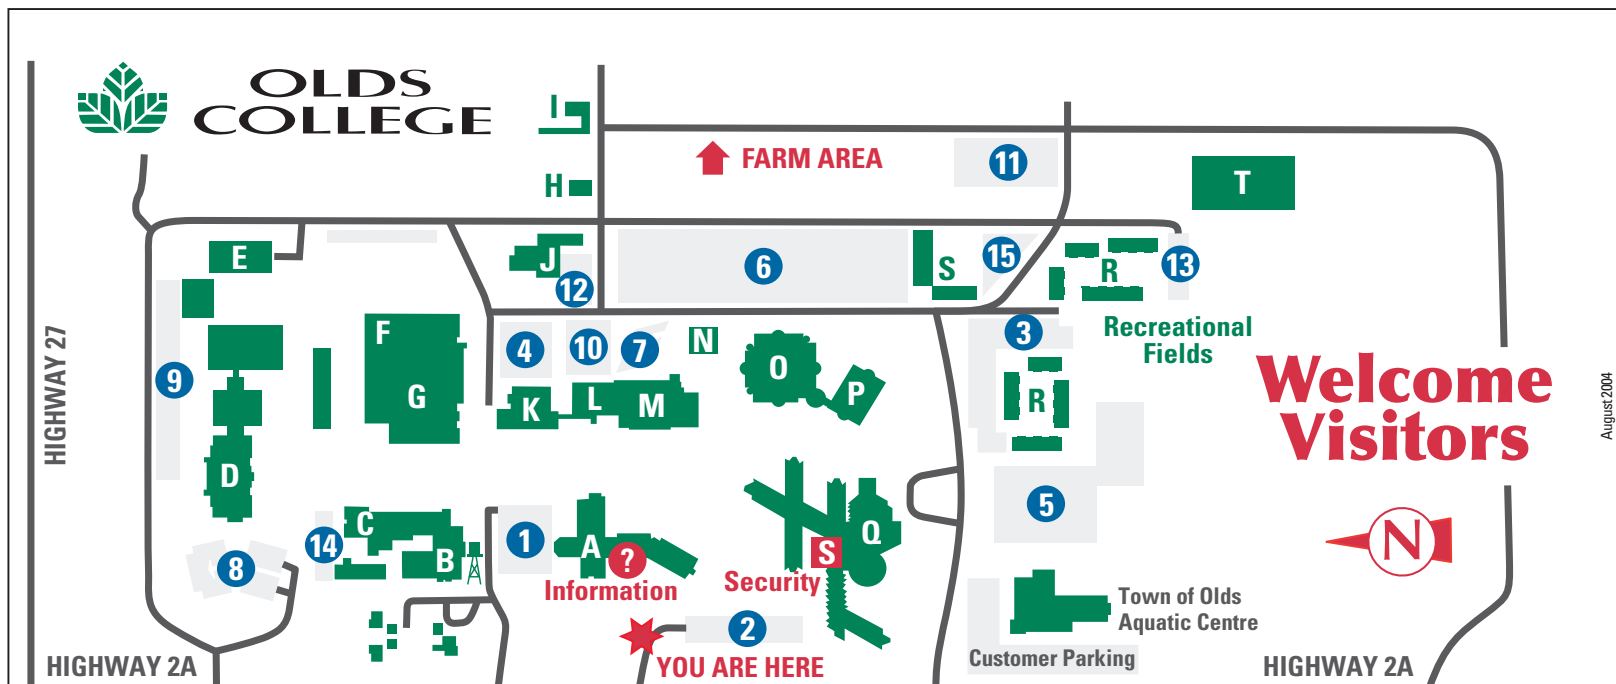 OLDS
COLLEGE
I
FARM AREA
11
T
H
E
J
12
6
S
15
R
13
F
G
4
10
7
N
O
P
3
Recreational
Fields
R
9
HIGHWAY 27
K
L
M
Welcome
Visitors
August 2004
D
C
14
B
8
1
A
?
Information
Q
S
Security
5
N
2
YOU ARE HERE
Town of Olds
Aquatic Centre
Customer Parking
HIGHWAY 2A
HIGHWAY 2A